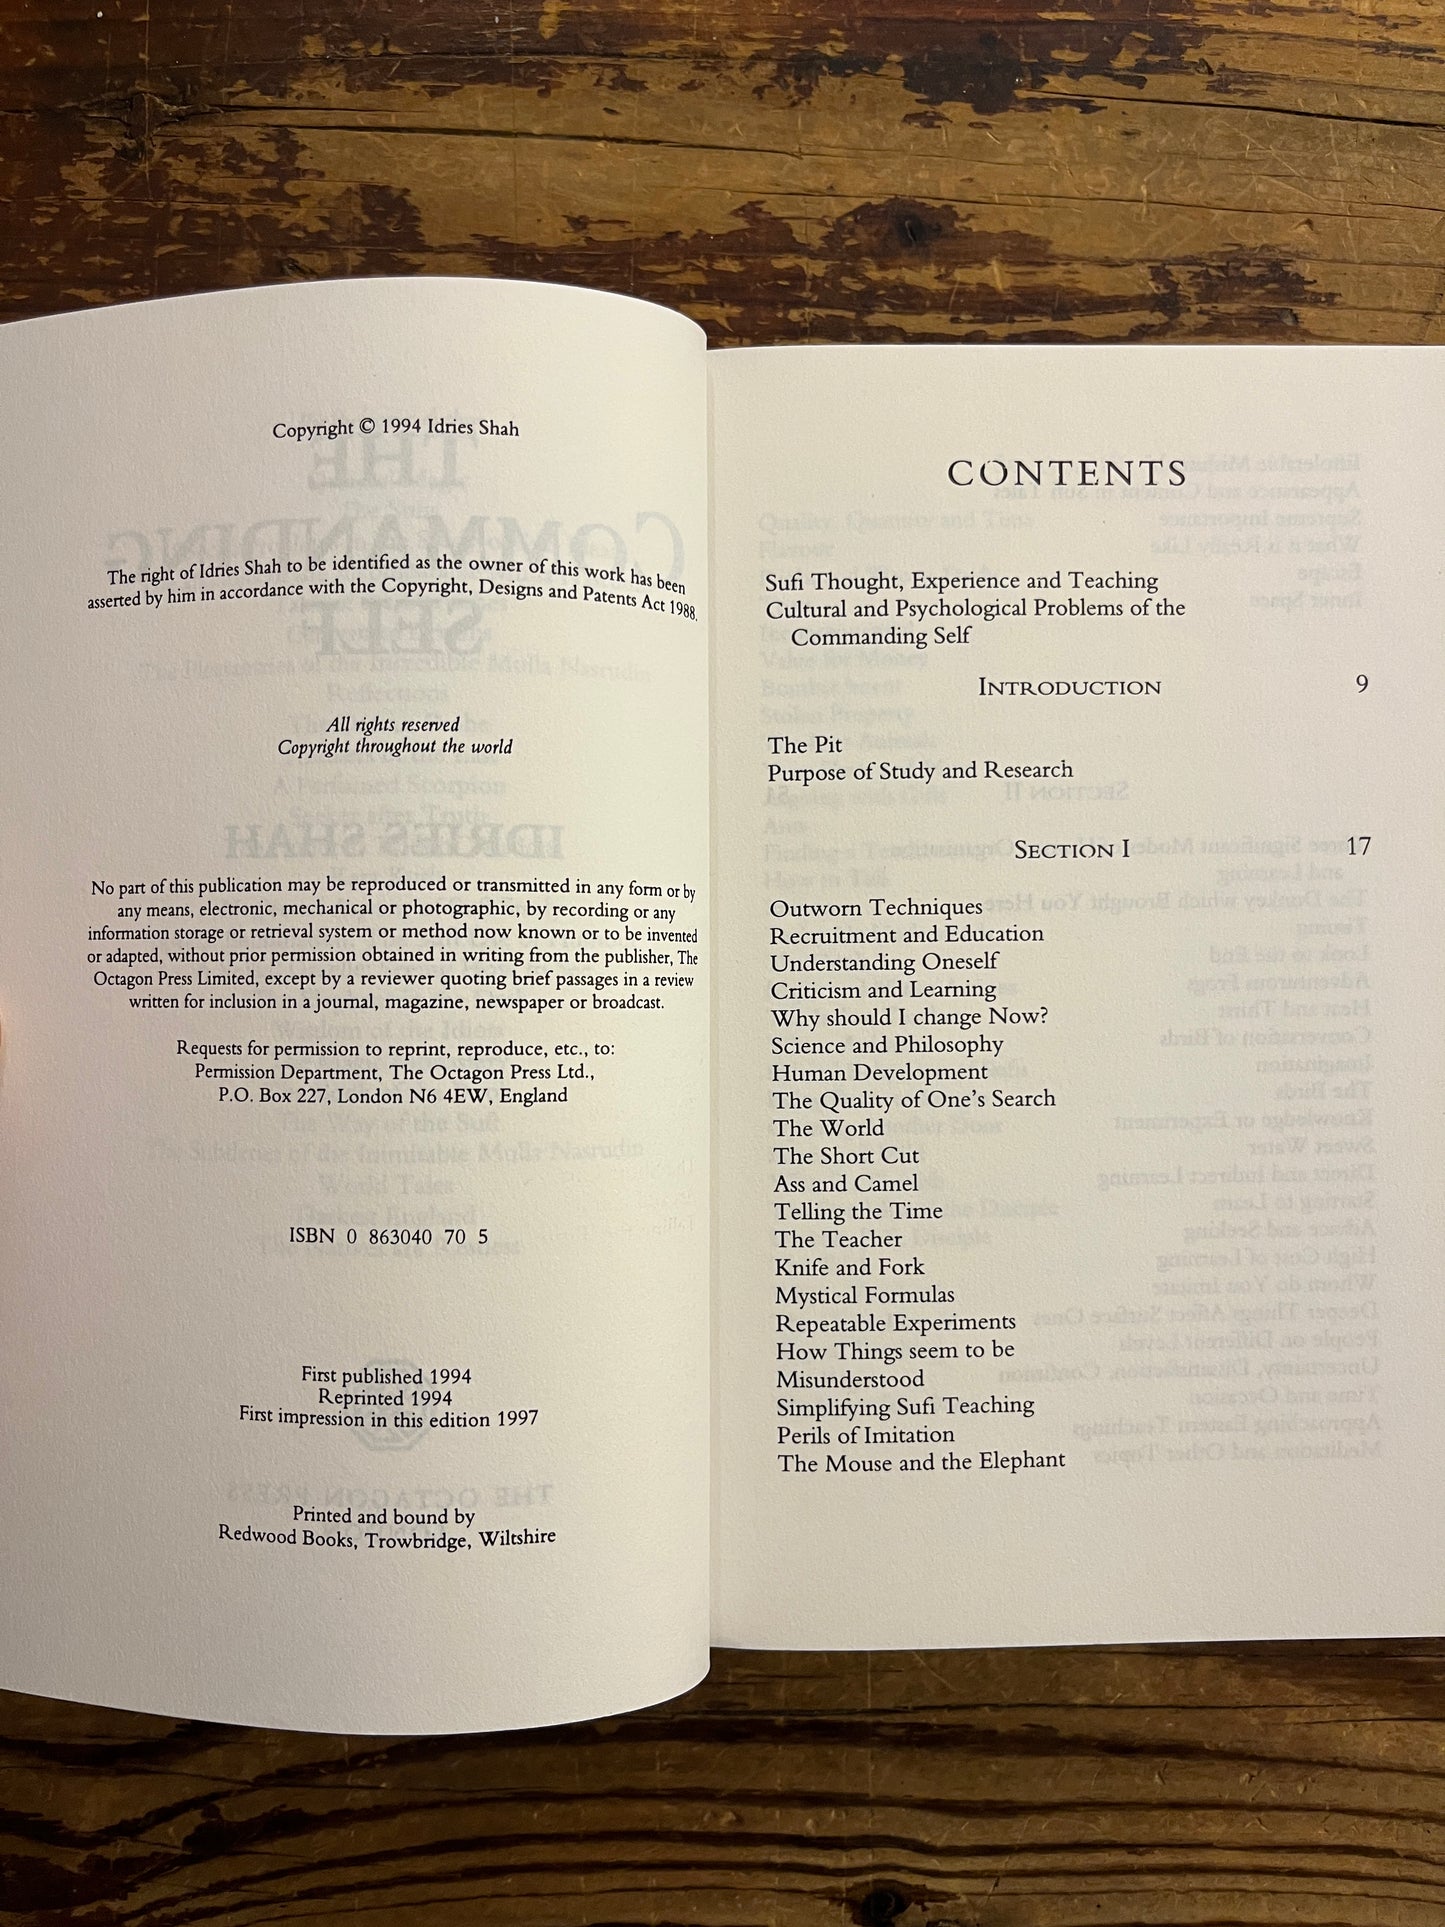 Copyright © 1994 Idries Shah
The right of Idries Shah to be identified as the owner of this work has been
asserted by him in accordance with the Copyright, Designs and Patents Act 1988.
All rights reserved
Copyright throughout the world
No part of this publication may be reproduced or transmitted in any form or by
any means, electronic, mechanical or photographic, by recording or any
information storage or retrieval system or method now known or to be invented
or adapted, without prior permission obtained in writing from the publisher, The
Octagon Press Limited, except by a reviewer quoting brief passages in a review
written for inclusion in a journal, magazine, newspaper or broadcast.
Requests for permission to reprint, reproduce, etc., to:
Permission Department, The Octagon Press Ltd.,
P.O. Box 227, London N6 4EW, England
ISBN 0 863040 70 5
First published 1994
Reprinted 1994
First impression in this edition 1997
Printed and bound by
Redwood Books, Trowbridge, Wiltshire
CONTENTS
Sufi Thought, Experience and Teaching
Cultural and Psychological Problems of the
Commanding Self
INTRODUCTION 9
The Pit
Purpose of Study and Research
SECTION I 17
Outworn Techniques
Recruitment and Education
Understanding Oneself
Criticism and Learning
Why should I change Now?
Science and Philosophy
Human Development
The Quality of One's Search
The World
The Short Cut
Ass and Camel
Telling the Time
The Teacher
Knife and Fork
Mystical Formulas
Repeatable Experiments
How Things seem to be
Misunderstood
Simplifying Sufi Teaching
Perils of Imitation
The Mouse and the Elephant